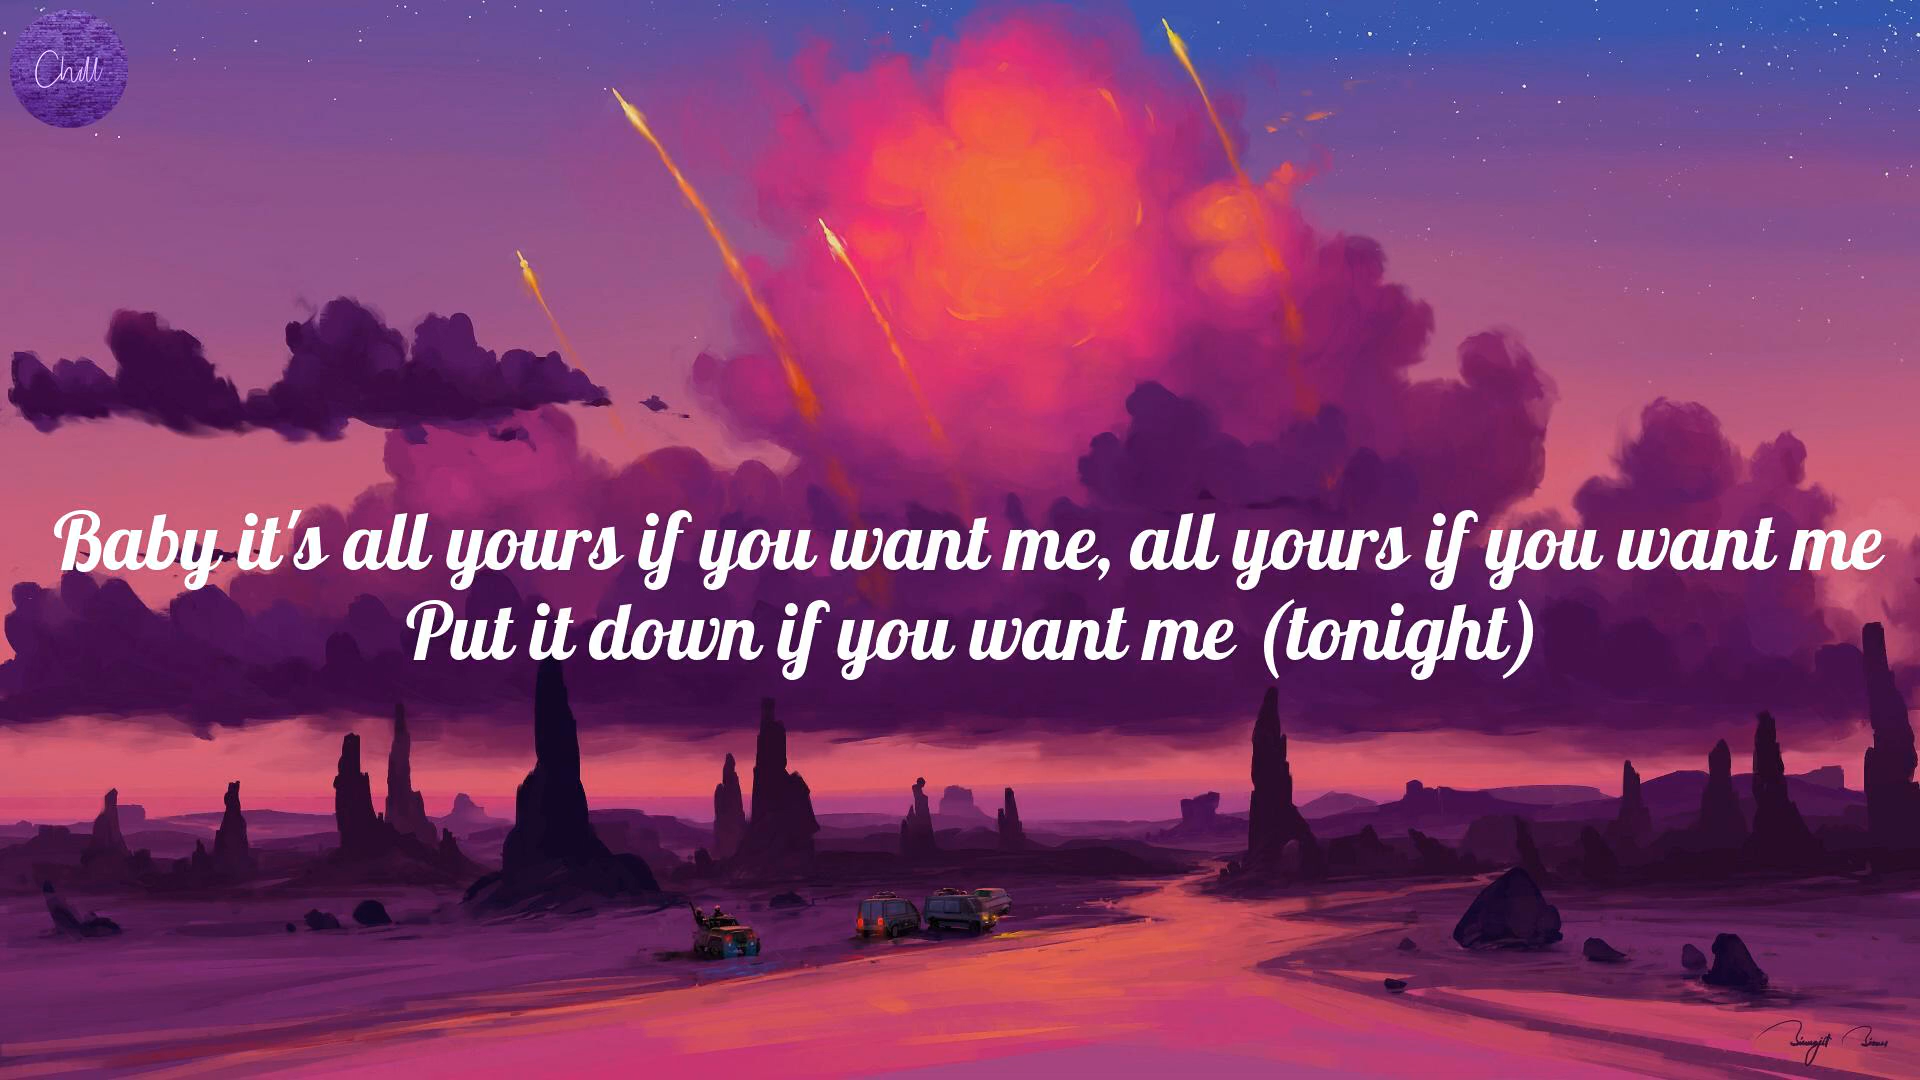 Chill
Baby it's all yours if you want me, all yours if you want me
Put it down if you want me (tonight)